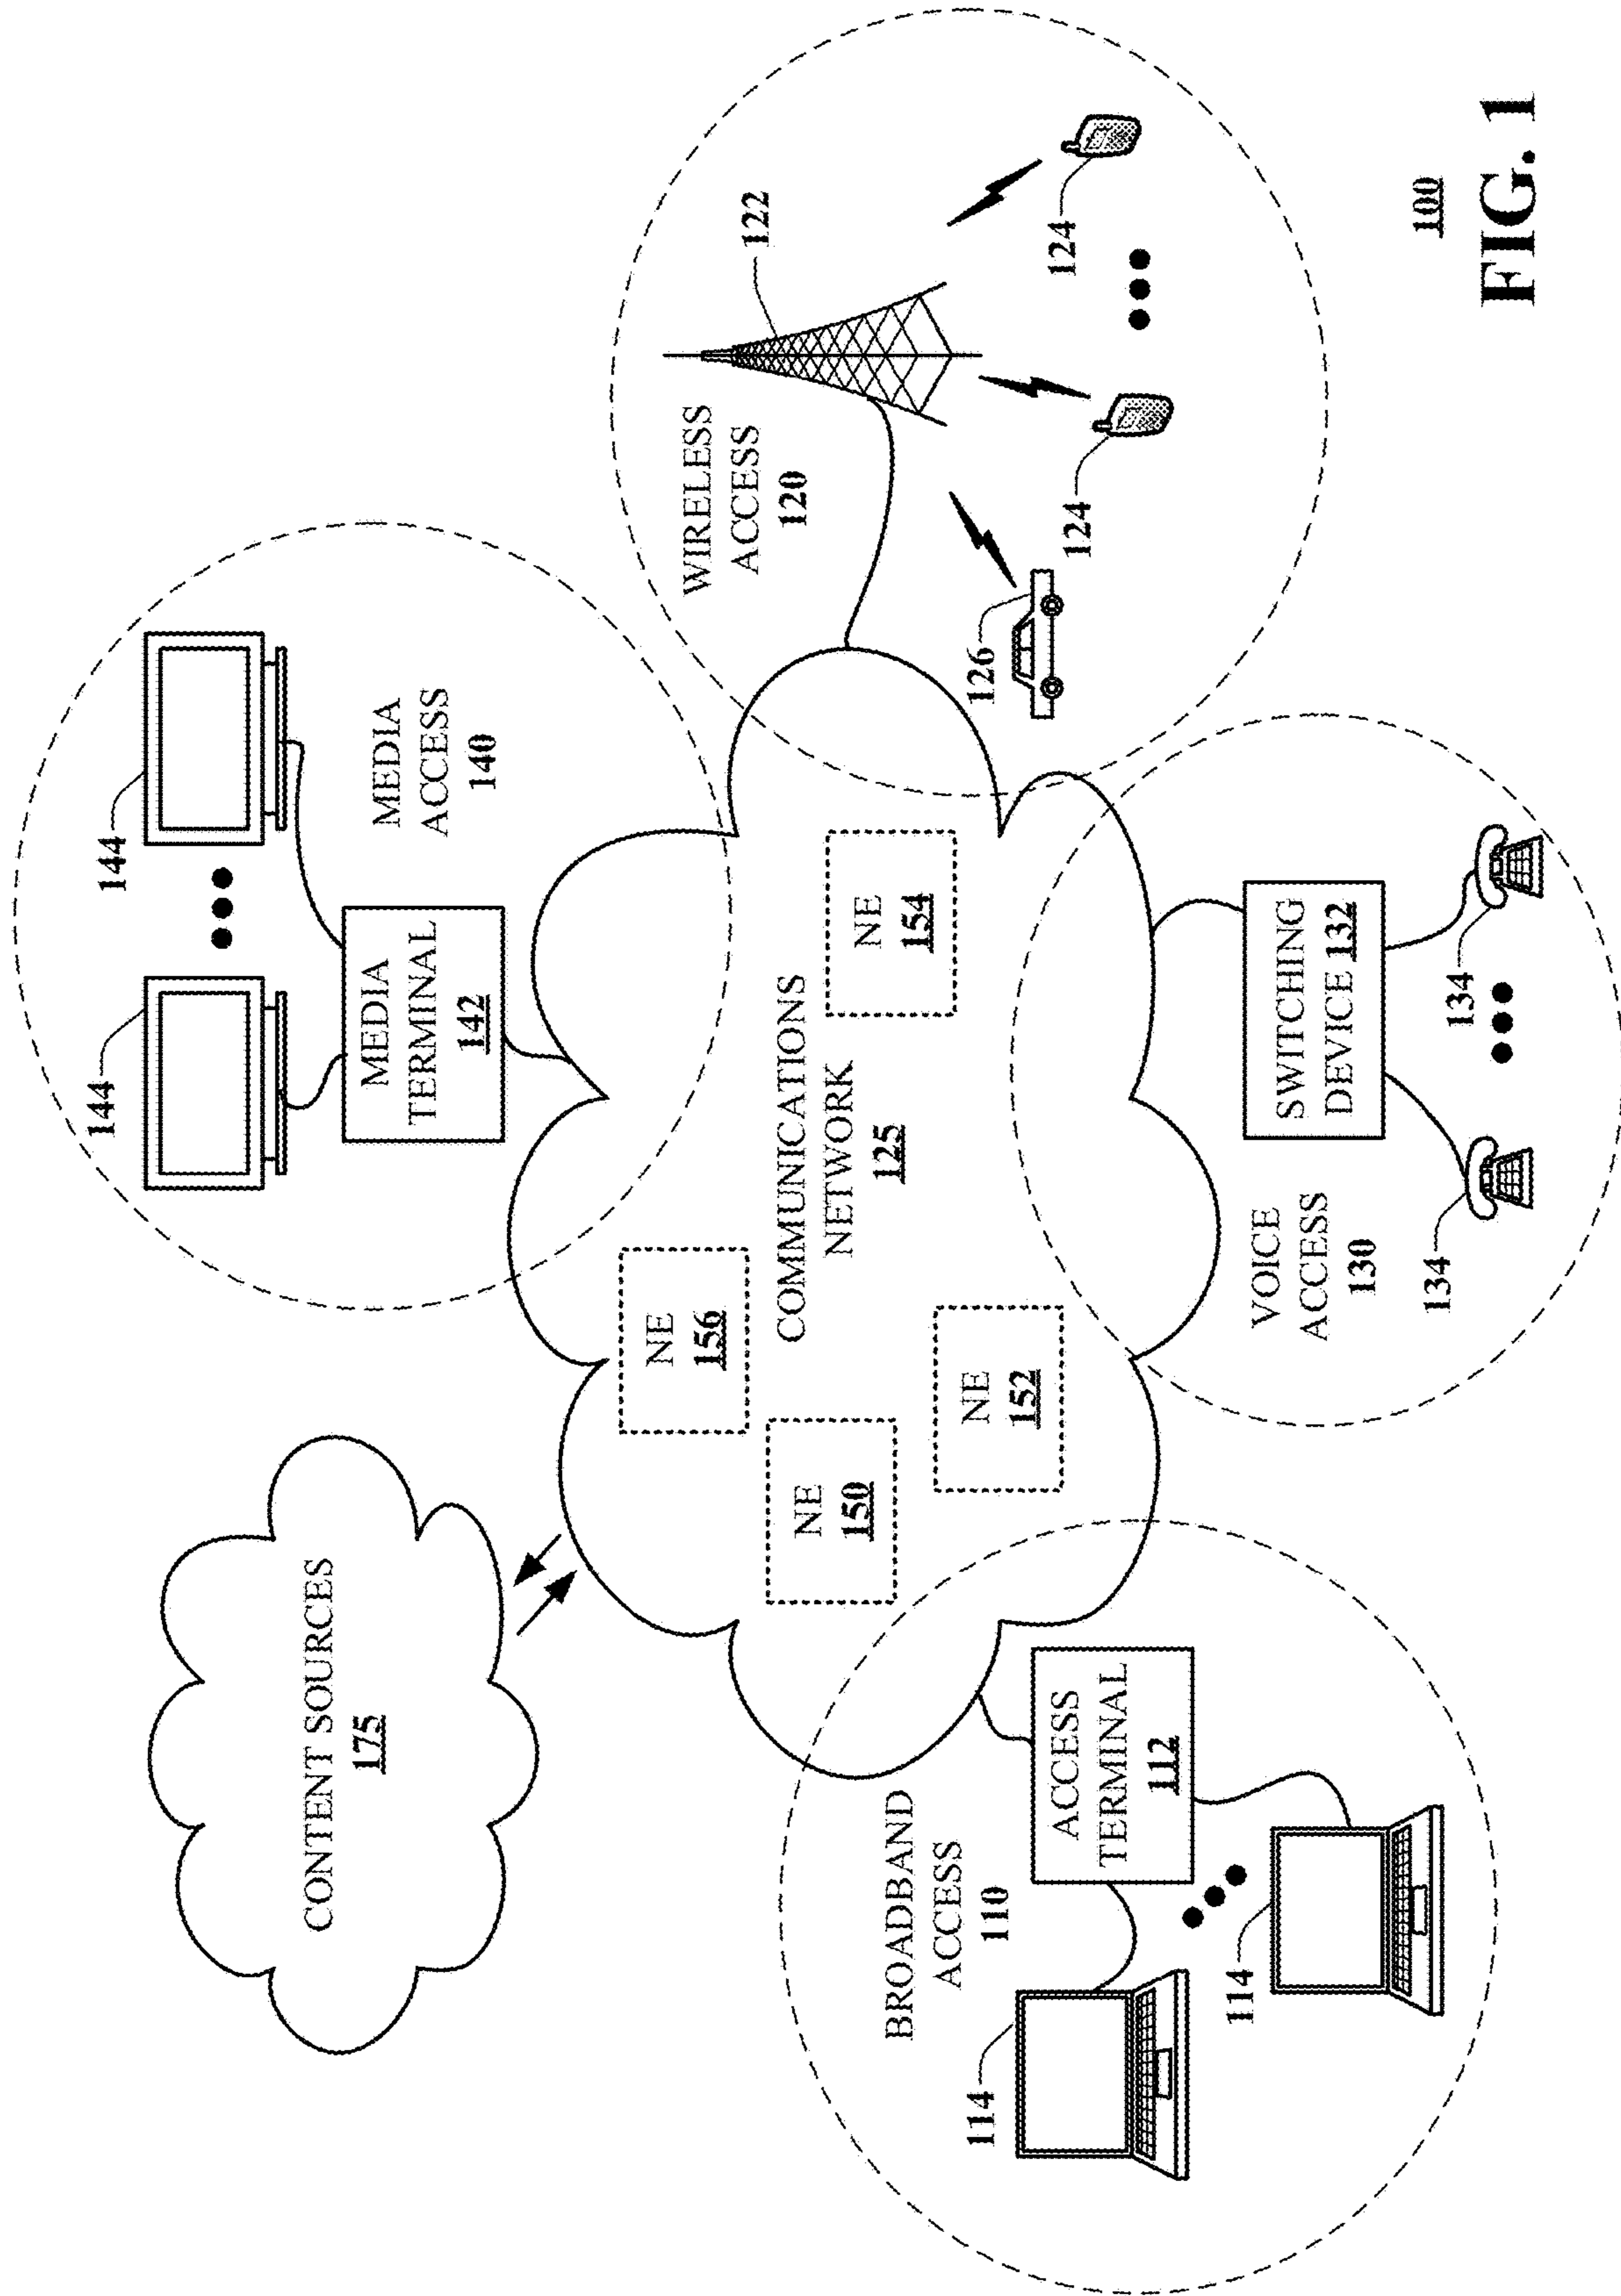 CONTENT SOURCES
175
144
144
MEDIA
TERMINAL
142
MEDIA
ACCESS
140
WIRELESS
ACCESS
120
122
124
124
126
NE
156
NE
150
NE
152
COMMUNICATIONS
NETWORK
125
NE
154
BROADBAND
ACCESS
110
ACCESS
TERMINAL
112
114
114
VOICE
ACCESS
130
SWITCHING
DEVICE 132
134
134
100
FIG. 1